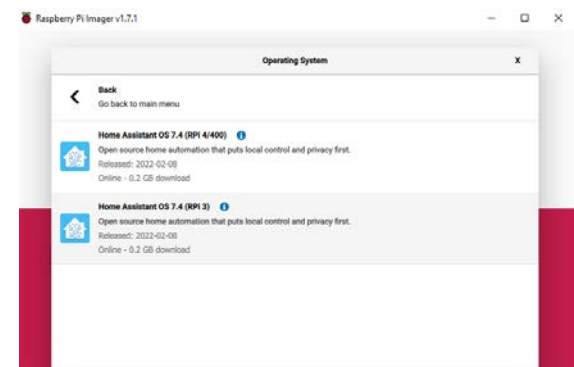 Raspberry Pi Imager v1.7.1
Operating System
X
Back
Go back to main menu
Home Assistant OS 7.4 (RPI 4/400)
Open source home automation that puts local control and privacy first.
Released: 2022-02-08
Online - 0.2 GB download
Home Assistant OS 7.4 (RPI 3)
Open source home automation that puts local control and privacy first.
Released: 2022-02-08
Online - 0.2 GB download